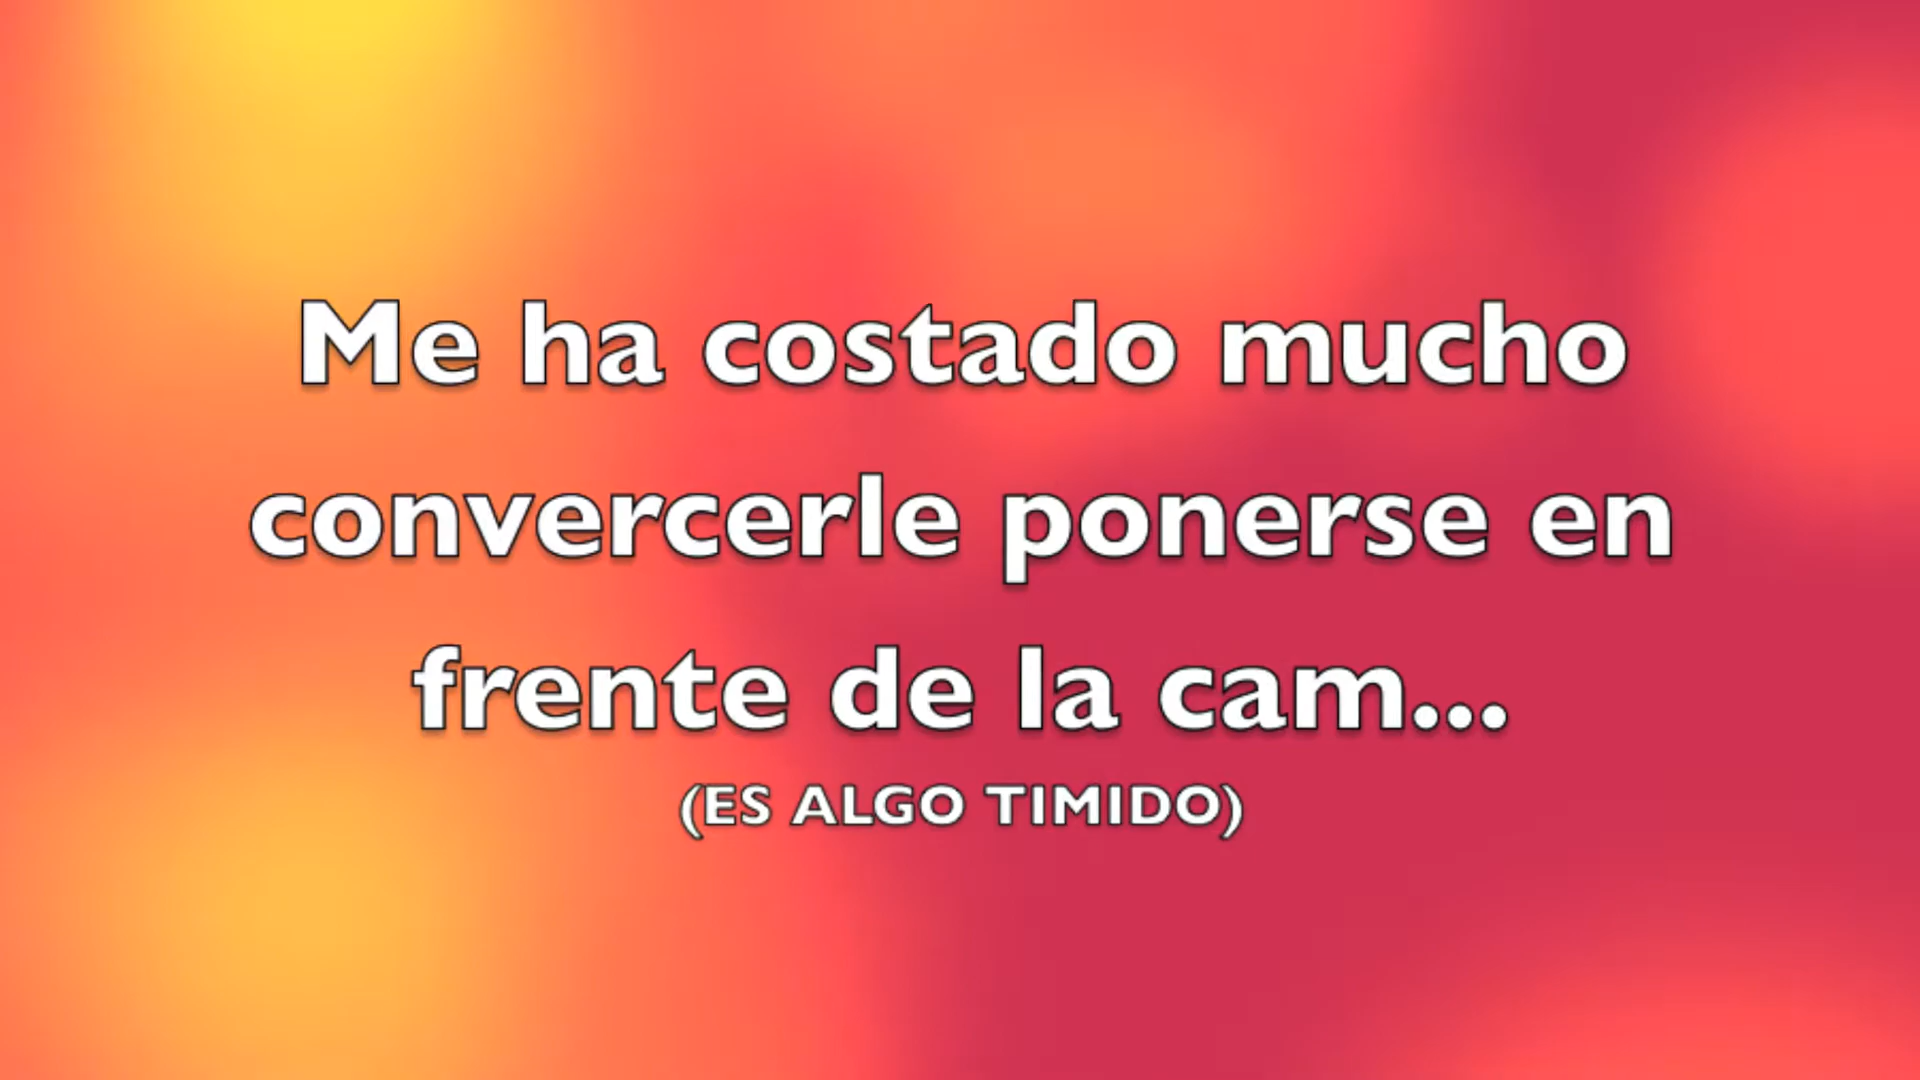 Me ha costado mucho
convercerle ponerse en
frente de la cam...
(ES ALGO TIMIDO)